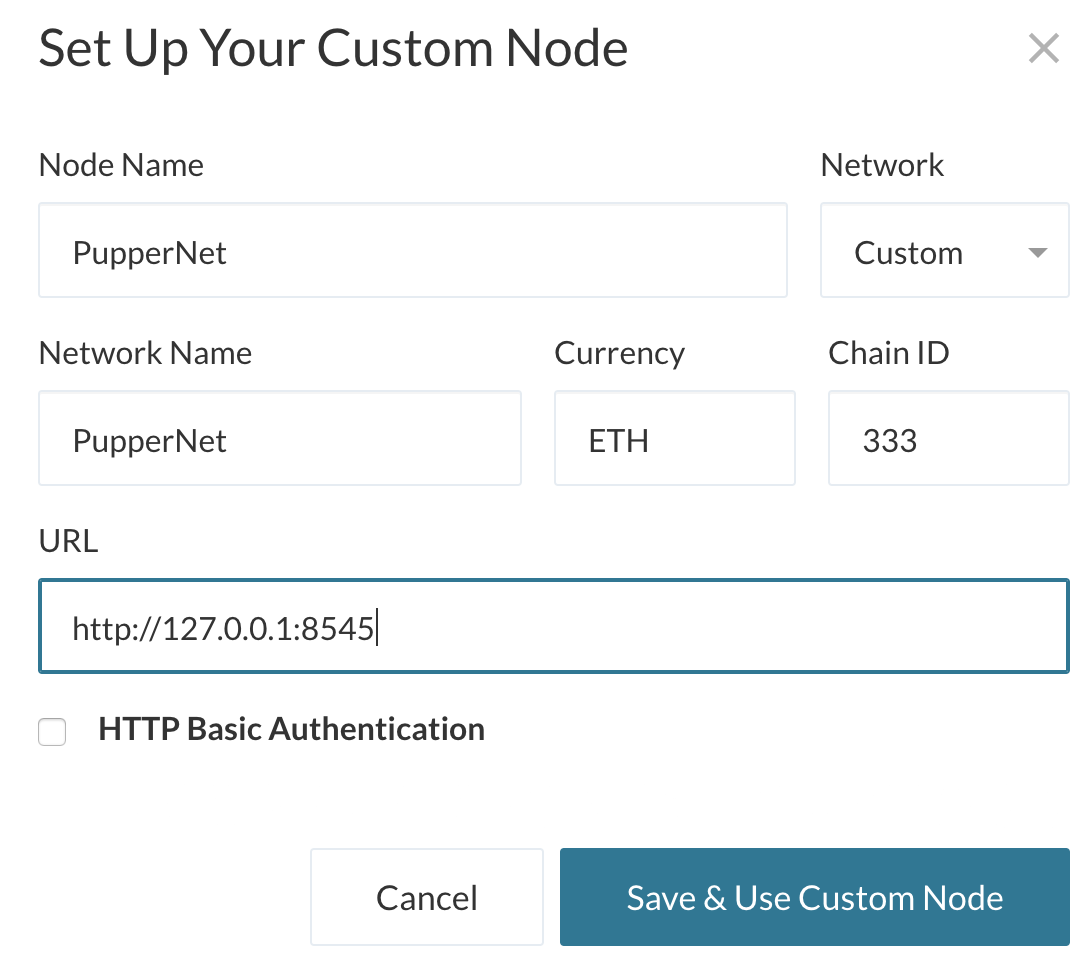 Set Up Your Custom Node
Node Name
Network
PupperNet
Custom
Network Name
Currency
Chain ID
PupperNet
ETH
333
URL
http://127.0.0.1:8545
HTTP Basic Authentication
Cancel
Save & Use Custom Node